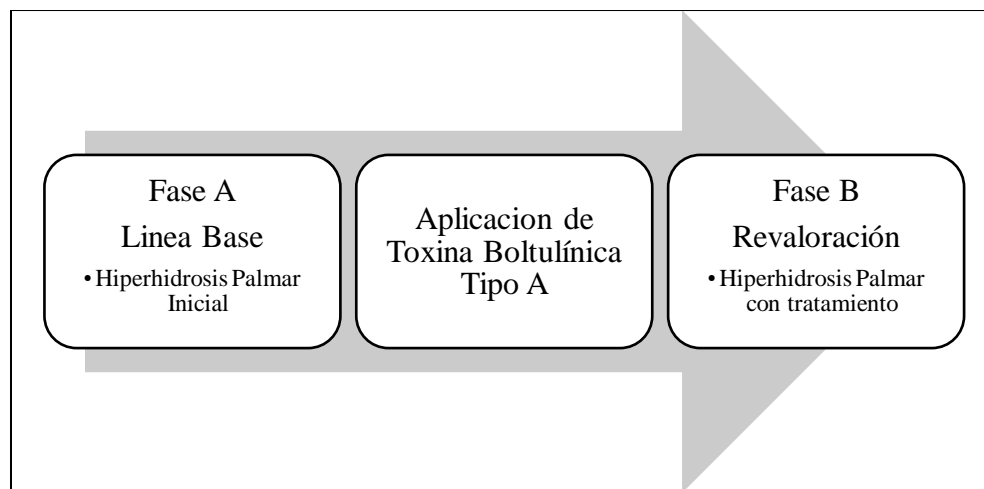 Fase A
Linea Base
• Hiperhidrosis Palmar
Inicial
Aplicacion de
Toxina Boltulínica
Tipo A
Fase B
Revaloración
• Hiperhidrosis Palmar
con tratamiento